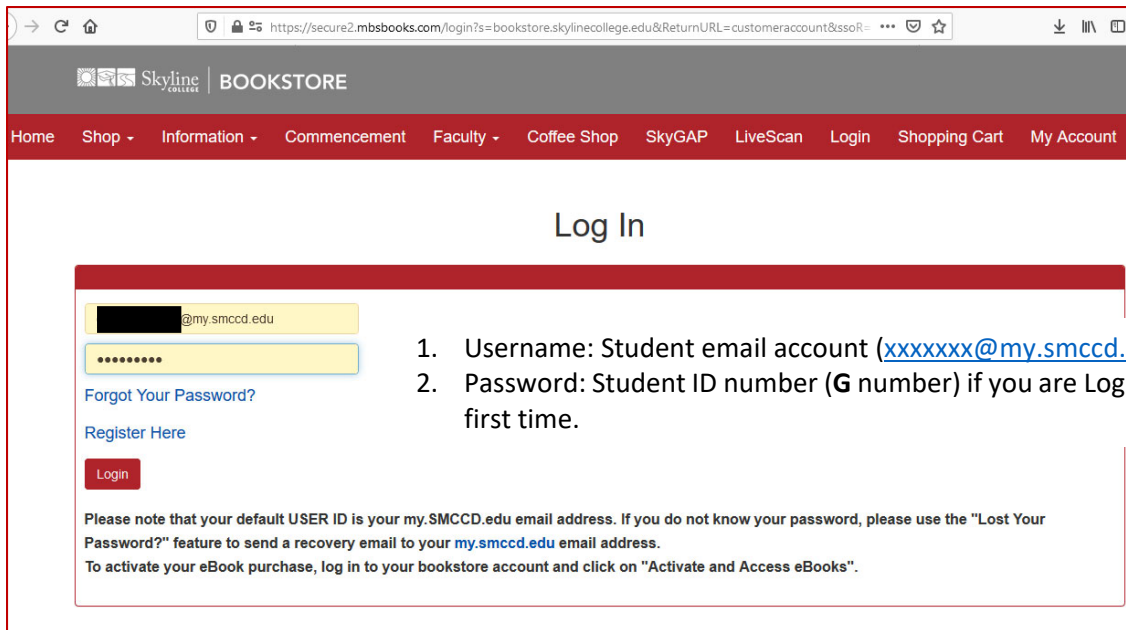 https://secure2.mbsbooks.com/login?s=bookstore.skylinecollege.edu&ReturnURL=customeraccount&ssoR=
Skyline COLLEGE BOOKSTORE
Home Shop Information Commencement Faculty Coffee Shop SkyGAP LiveScan Login Shopping Cart My Account
Log In
@my.smccd.edu
1. Username: Student email account (xxxxxxx@my.smccd.
2. Password: Student ID number (G number) if you are Log
first time.
Forgot Your Password?
Register Here
Login
Please note that your default USER ID is your my.SMCCD.edu email address. If you do not know your password, please use the "Lost Your
Password?" feature to send a recovery email to your my.smccd.edu email address.
To activate your eBook purchase, log in to your bookstore account and click on "Activate and Access eBooks".